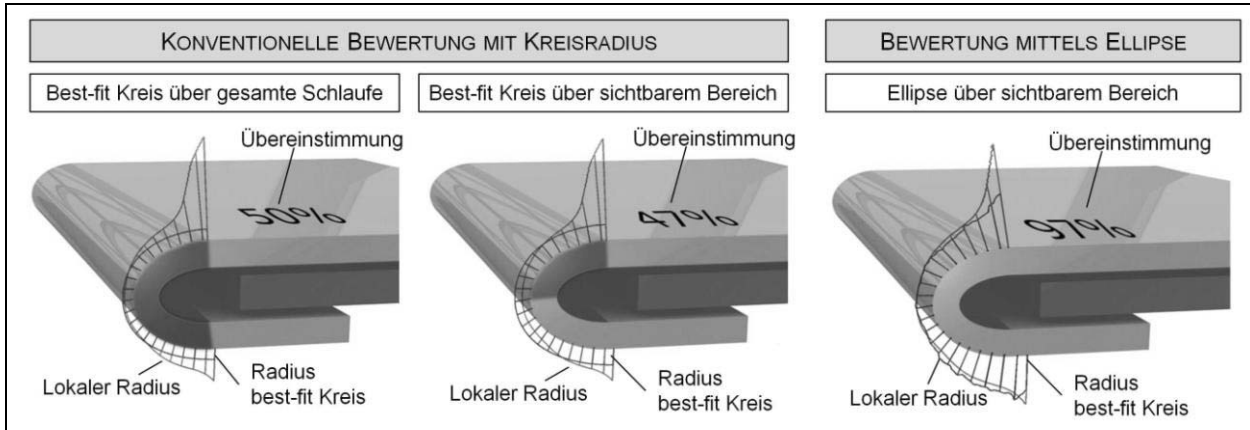 KONVENTIONELLE BEWERTUNG MIT KREISRADIUS
BEWERTUNG MITTELS ELLIPSE
Best-fit Kreis über gesamte Schlaufe
Best-fit Kreis über sichtbarem Bereich
Ellipse über sichtbarem Bereich
Übereinstimmung
50%
Lokaler Radius
Radius
best-fit Kreis
Übereinstimmung
47%
Lokaler Radius
Radius
best-fit Kreis
Übereinstimmung
97%
Lokaler Radius
Radius
best-fit Kreis